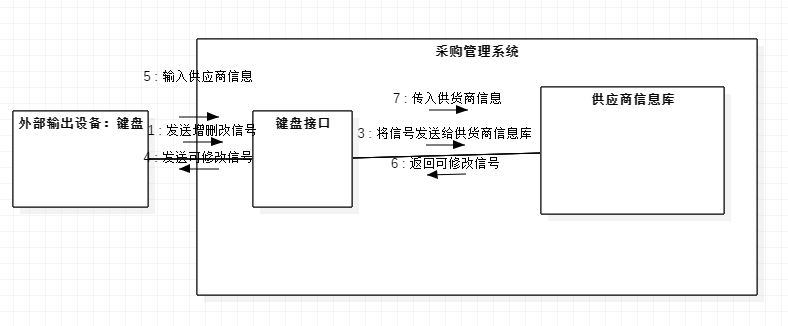 采购管理系统
5 : 输入供应商信息
7 : 传入供货商信息
供应商信息库
外部输出设备：键盘
1 : 发送增删改信号
键盘接口
3 : 将信号发送给供货商信息库
4 : 发送可修改信号
6 : 返回可修改信号